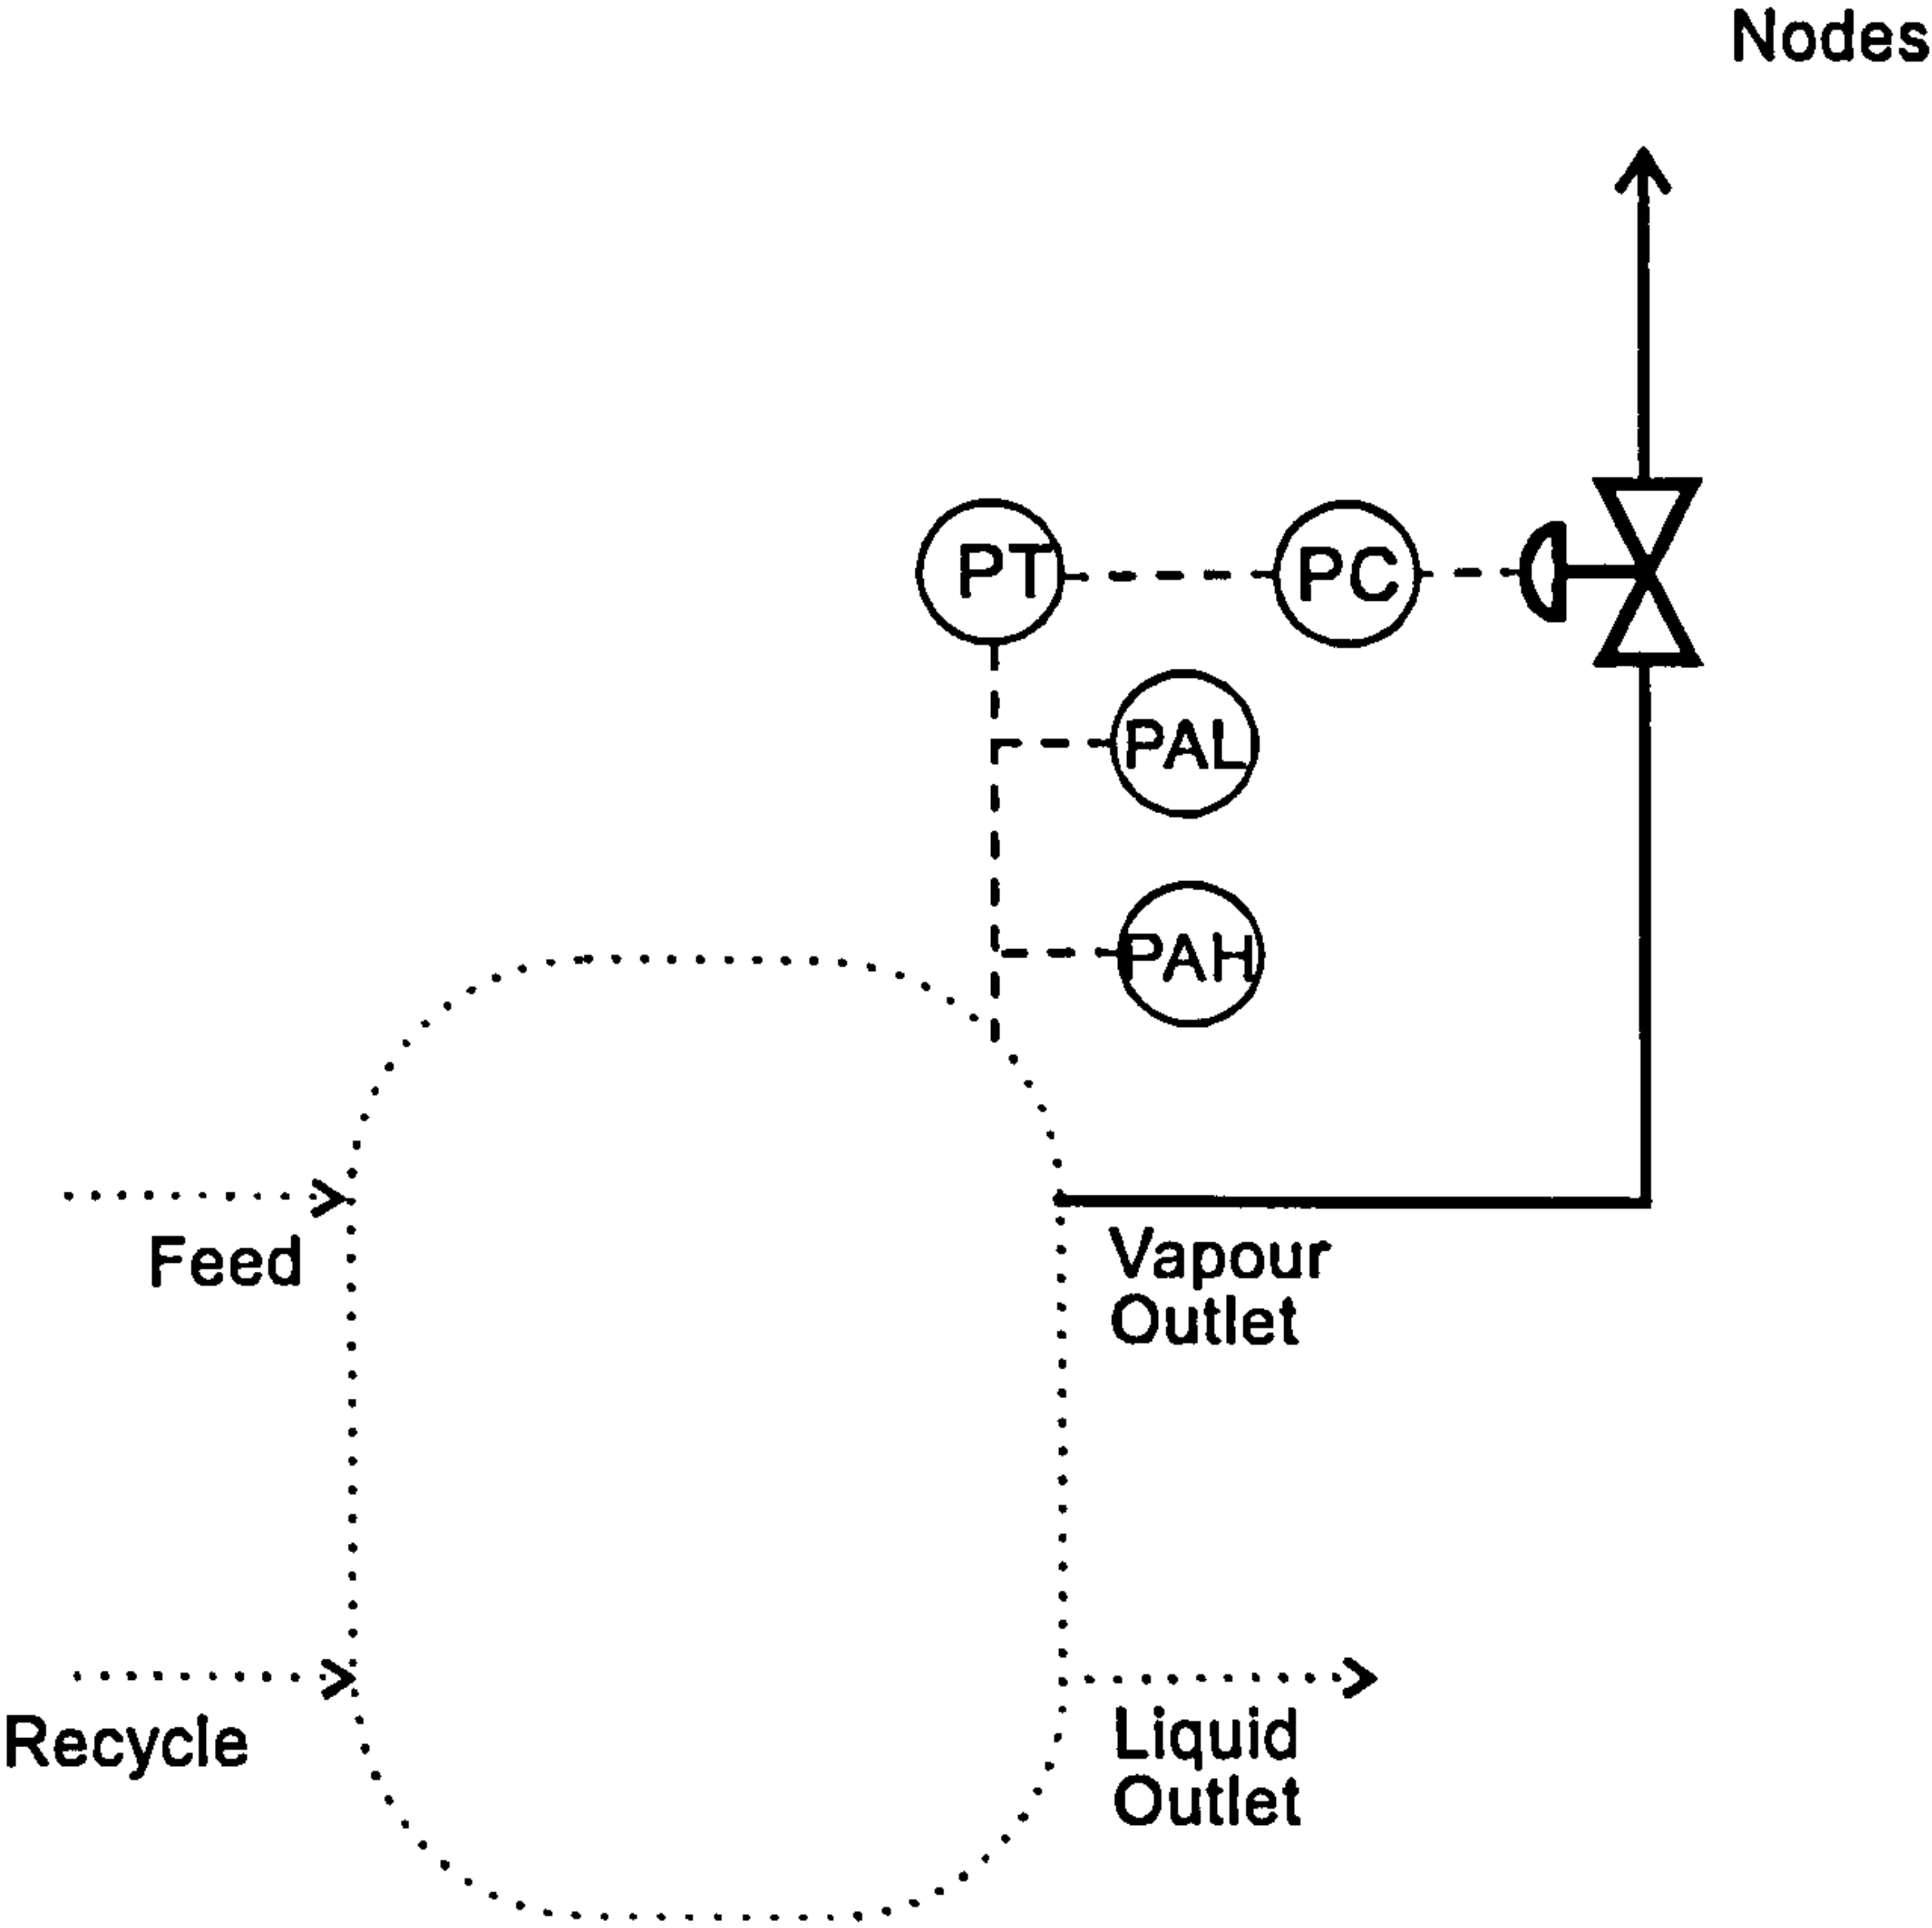 Nodes
PT
PC
PAL
PAH
Feed
Vapour
Outlet
Recycle
Liquid
Outlet